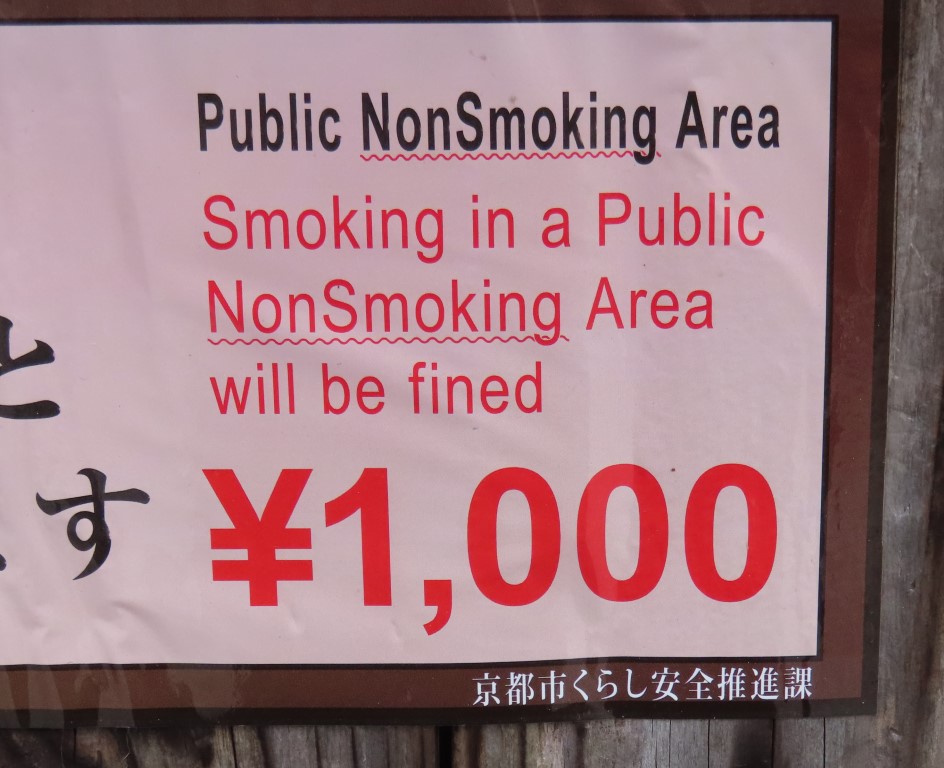 Public NonSmoking Area
Smoking in a Public
NonSmoking Area
will be fined
と
す
¥1,000
京都市くらし安全推進課